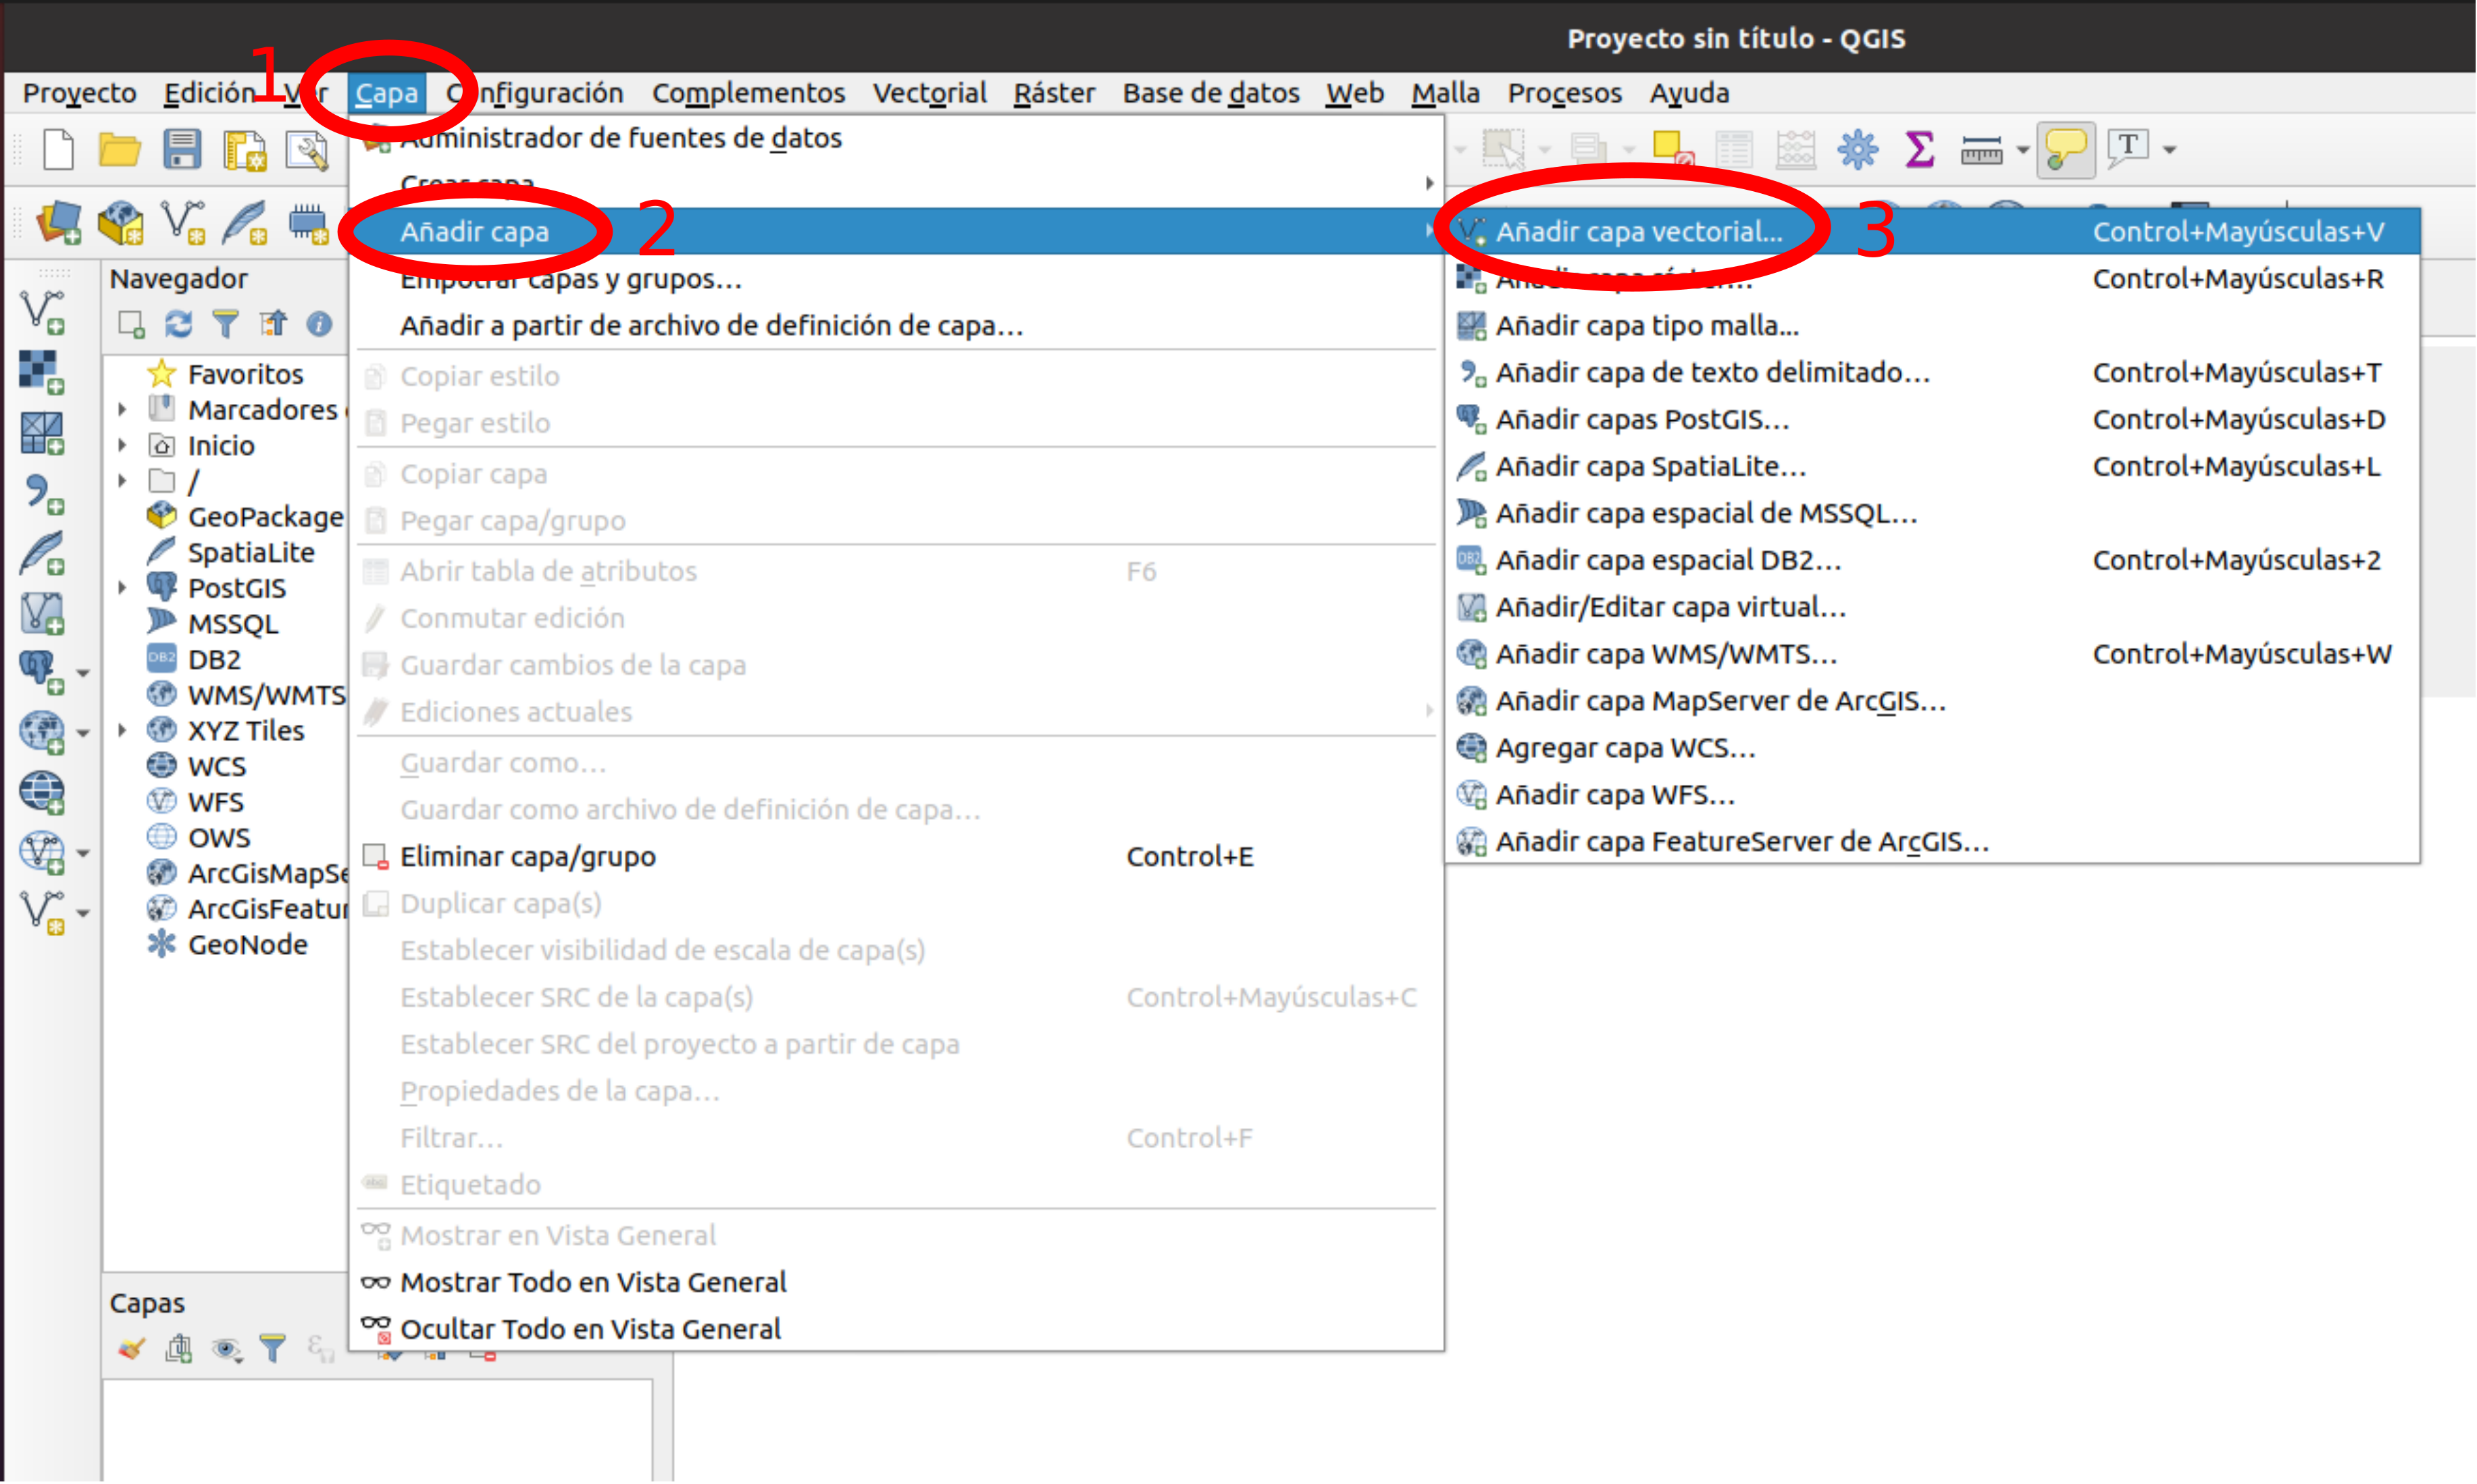 Proyecto sin título - QGIS
1
Proyecto Edición Ver Capa Configuración Complementos Vectorial Ráster Base de datos Web Malla Procesos Ayuda
Administrador de fuentes de datos
Crear capa
Añadir capa 2
Empotrar capas y grupos...
Añadir a partir de archivo de definición de capa...
Copiar estilo
Pegar estilo
Copiar capa
Pegar capa/grupo
Abrir tabla de atributos F6
Conmutar edición
Guardar cambios de la capa
Ediciones actuales
Guardar como...
Guardar como archivo de definición de capa...
Eliminar capa/grupo Control+E
Duplicar capa(s)
Establecer visibilidad de escala de capa(s)
Establecer SRC de la capa(s) Control+Mayúsculas+C
Establecer SRC del proyecto a partir de capa
Propiedades de la capa...
Filtrar... Control+F
Etiquetado
Mostrar en Vista General
Mostrar Todo en Vista General
Ocultar Todo en Vista General
Añadir capa vectorial... 3 Control+Mayúsculas+V
Añadir capa ráster... Control+Mayúsculas+R
Añadir capa tipo malla...
Añadir capa de texto delimitado... Control+Mayúsculas+T
Añadir capas PostGIS... Control+Mayúsculas+D
Añadir capa SpatiaLite... Control+Mayúsculas+L
Añadir capa espacial de MSSQL...
Añadir capa espacial DB2... Control+Mayúsculas+2
Añadir/Editar capa virtual...
Añadir capa WMS/WMTS... Control+Mayúsculas+W
Añadir capa MapServer de ArcGIS...
Agregar capa WCS...
Añadir capa WFS...
Añadir capa FeatureServer de ArcGIS...
Navegador
Favoritos
Marcadores
Inicio
/
GeoPackage
SpatiaLite
PostGIS
MSSQL
DB2
WMS/WMTS
XYZ Tiles
WCS
WFS
OWS
ArcGisMapSe
ArcGisFeatur
GeoNode
Capas